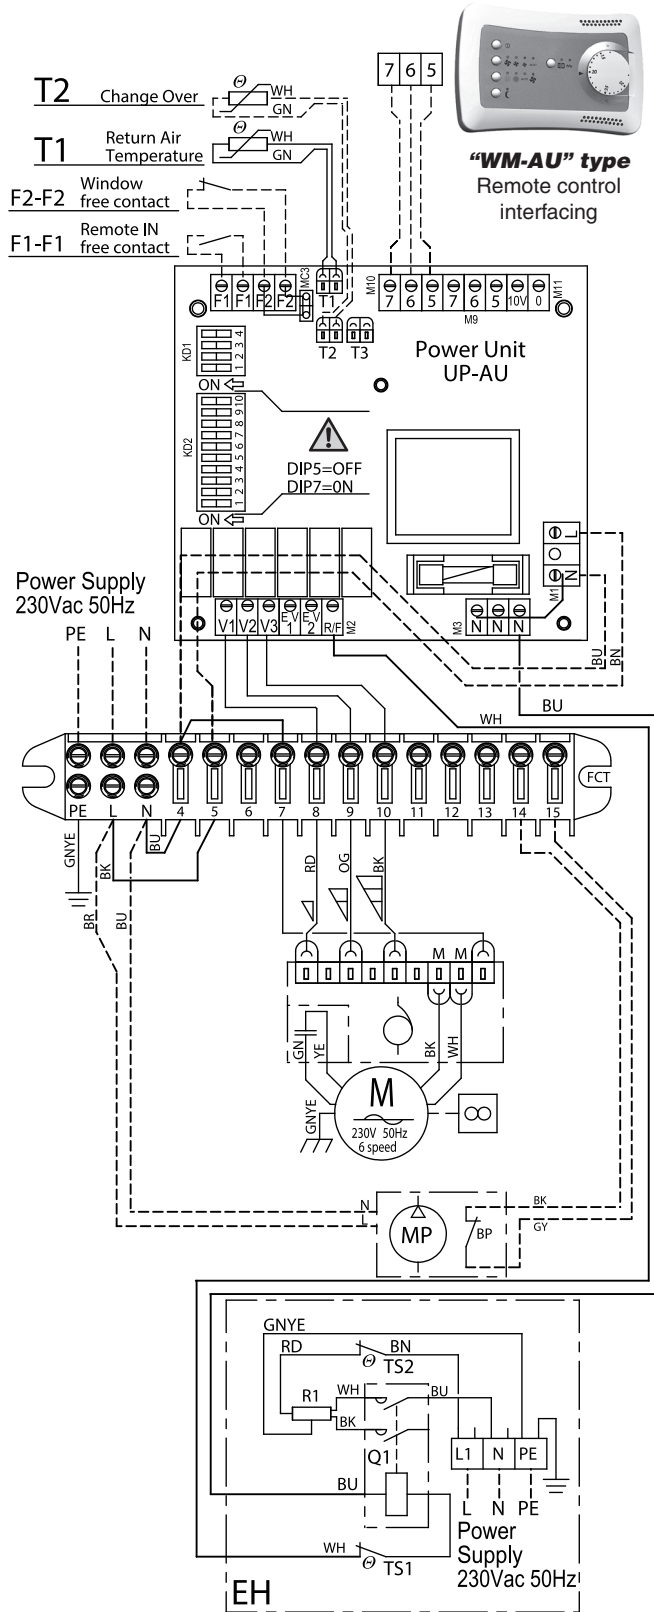 T2 Change Over
WH
GN
T1 Return Air
Temperature
WH
GN
F2-F2 Window
free contact
F1-F1 Remote IN
free contact
7 6 5
"WM-AU" type
Remote control
interfacing
F1 F1 F2 F2
MC3
T1
T2 T3
M10
7 6 5 7 6 5 10V 0
M9
M11
KD1
1 2 3 4
ON
KD2
1 2 3 4 5 6 7 8 9 10
ON
DIP5=OFF
DIP7=0N
Power Unit
UP-AU
L
N
M1
V1 V2 V3 EV1 EV2 R/F
M2
M3
N N N
BU
BN
Power Supply
230Vac 50Hz
PE L N
WH
BU
FCT
PE L N 4 5 6 7 8 9 10 11 12 13 14 15
GNYE
BK
BU
BR
BU
RD
OG
BK
M M
GN
YE
BK
WH
GNYE
M
230V 50Hz
6 speed
8
N
L
MP
BP
BK
GY
GNYE
RD
BN
TS2
R1
WH
BK
BU
Q1
L1 N PE
L N PE
BU
WH
TS1
Power
Supply
230Vac 50Hz
EH